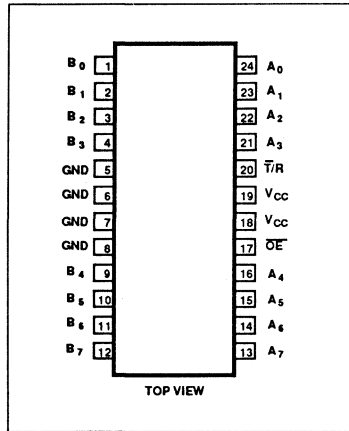 B0 1 24 A0
B1 2 23 A1
B2 3 22 A2
B3 4 21 A3
GND 5 20 T̅/R
GND 6 19 VCC
GND 7 18 VCC
GND 8 17 O̅E̅
B4 9 16 A4
B5 10 15 A5
B6 11 14 A6
B7 12 13 A7
TOP VIEW